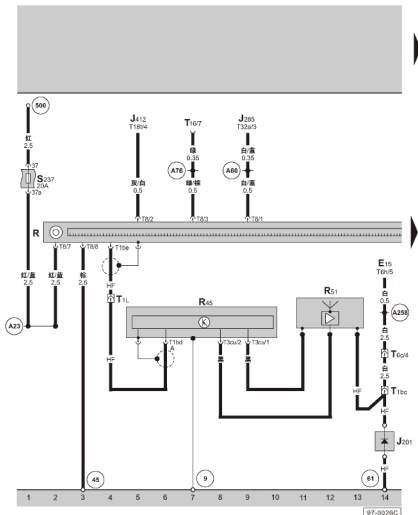 500
J412
T18t/4
T16/7
J285
T32a/3
红
2.5
绿
0.35
白/蓝
0.35
37
S237
20A
37a
A76
A60
灰/白
0.5
绿/棕
0.5
白/蓝
0.5
T8/2
T8/3
T8/1
R
T8/7
T8/8
T1be
E15
T6h/5
红/蓝
2.5
红/蓝
2.5
棕
2.5
HF
T1L
R45
R51
白
0.5
A258
白
2.5
T6c/4
A23
T1bd
A
T3ca/2
T3ca/1
HF
HF
黑
黑
HF
白
2.5
T1bc
HF
J201
HF
45
9
61
1 2 3 4 5 6 7 8 9 10 11 12 13 14
97-0026C